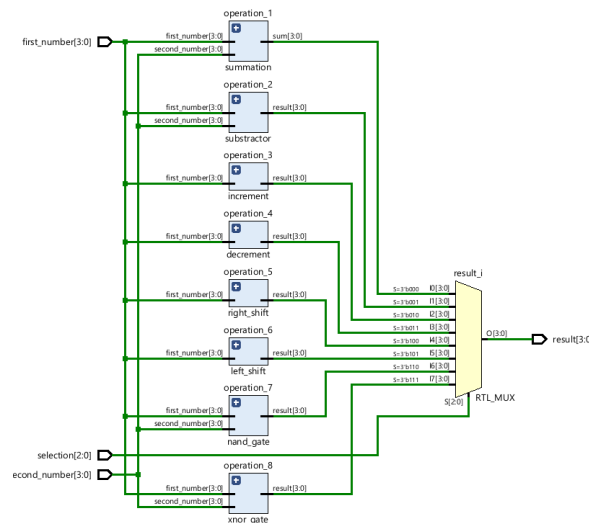 operation_1
first_number[3:0]
first_number[3:0]
sum[3:0]
second_number[3:0]
summation
operation_2
first_number[3:0]
result[3:0]
second_number[3:0]
substractor
operation_3
first_number[3:0]
result[3:0]
increment
operation_4
first_number[3:0]
result[3:0]
decrement
operation_5
first_number[3:0]
result[3:0]
right_shift
operation_6
first_number[3:0]
result[3:0]
left_shift
operation_7
first_number[3:0]
result[3:0]
second_number[3:0]
nand_gate
operation_8
first_number[3:0]
result[3:0]
second_number[3:0]
xnor_gate
selection[2:0]
econd_number[3:0]
result_i
S=3'b000 I0[3:0]
S=3'b001 I1[3:0]
S=3'b010 I2[3:0]
S=3'b011 I3[3:0]
S=3'b100 I4[3:0]
S=3'b101 I5[3:0]
S=3'b110 I6[3:0]
S=3'b111 I7[3:0]
S[2:0]
RTL_MUX
O[3:0]
result[3:0